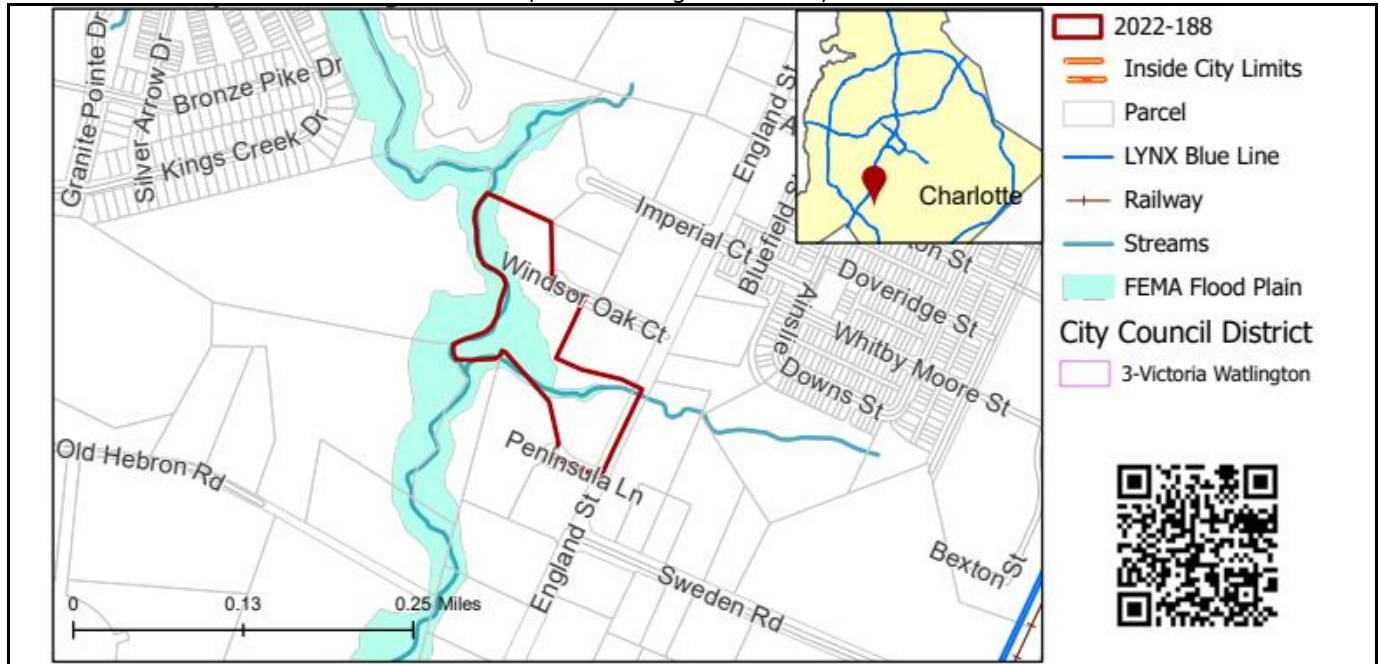 Granite Pointe Dr
Silver Arrow Dr
Bronze Pike Dr
Kings Creek Dr
England St
Bluefield S
Imperial Ct
Windsor Oak Ct
Ainslie
Downs St
Doveridge St
Whitby Moore St
Old Hebron Rd
Peninsula Ln
England St
Sweden Rd
Bexton St
0 0.13 0.25 Miles
Charlotte
2022-188
Inside City Limits
Parcel
LYNX Blue Line
Railway
Streams
FEMA Flood Plain
City Council District
3-Victoria Watlington